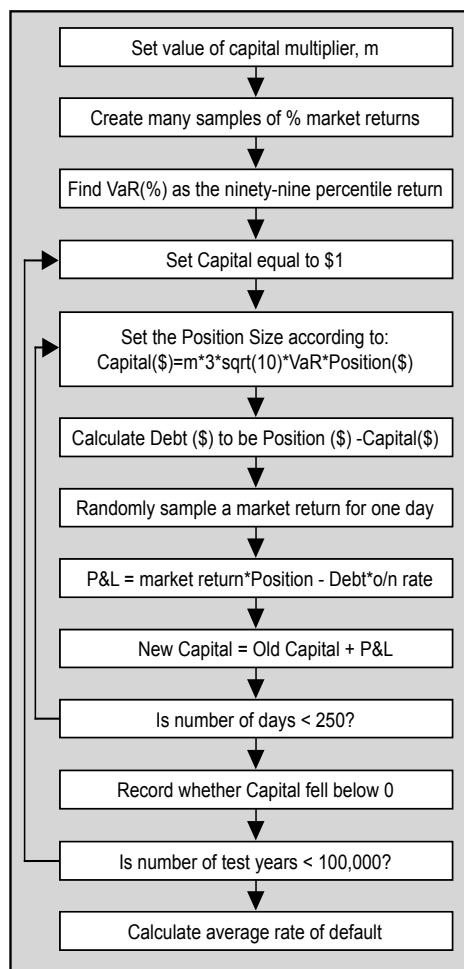 Set value of capital multiplier, m
Create many samples of % market returns
Find VaR(%) as the ninety-nine percentile return
Set Capital equal to $1
Set the Position Size according to:
Capital($)=m*3*sqrt(10)*VaR*Position($)
Calculate Debt ($) to be Position ($) -Capital($)
Randomly sample a market return for one day
P&L = market return*Position - Debt*o/n rate
New Capital = Old Capital + P&L
Is number of days < 250?
Record whether Capital fell below 0
Is number of test years < 100,000?
Calculate average rate of default